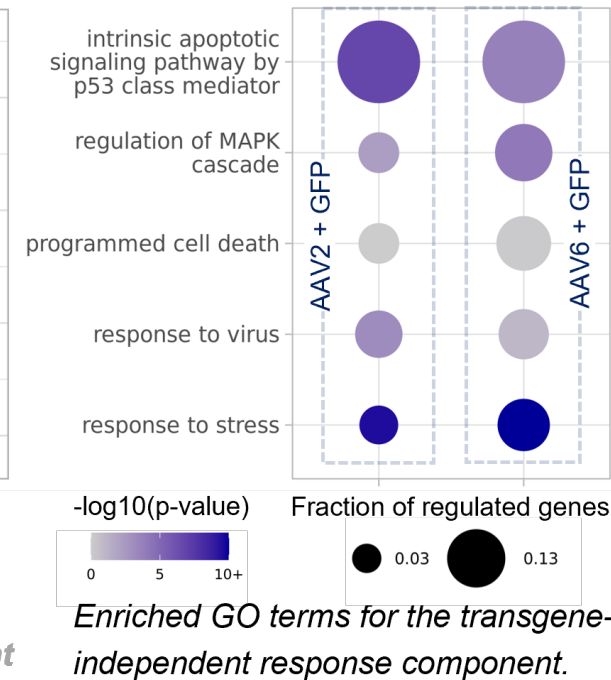 intrinsic apoptotic
signaling pathway by
p53 class mediator
regulation of MAPK
cascade
programmed cell death
response to virus
response to stress
AAV2 + GFP
AAV6 + GFP
-log10(p-value)
0 5 10+
Fraction of regulated genes
0.03 0.13
Enriched GO terms for the transgene-
independent response component.